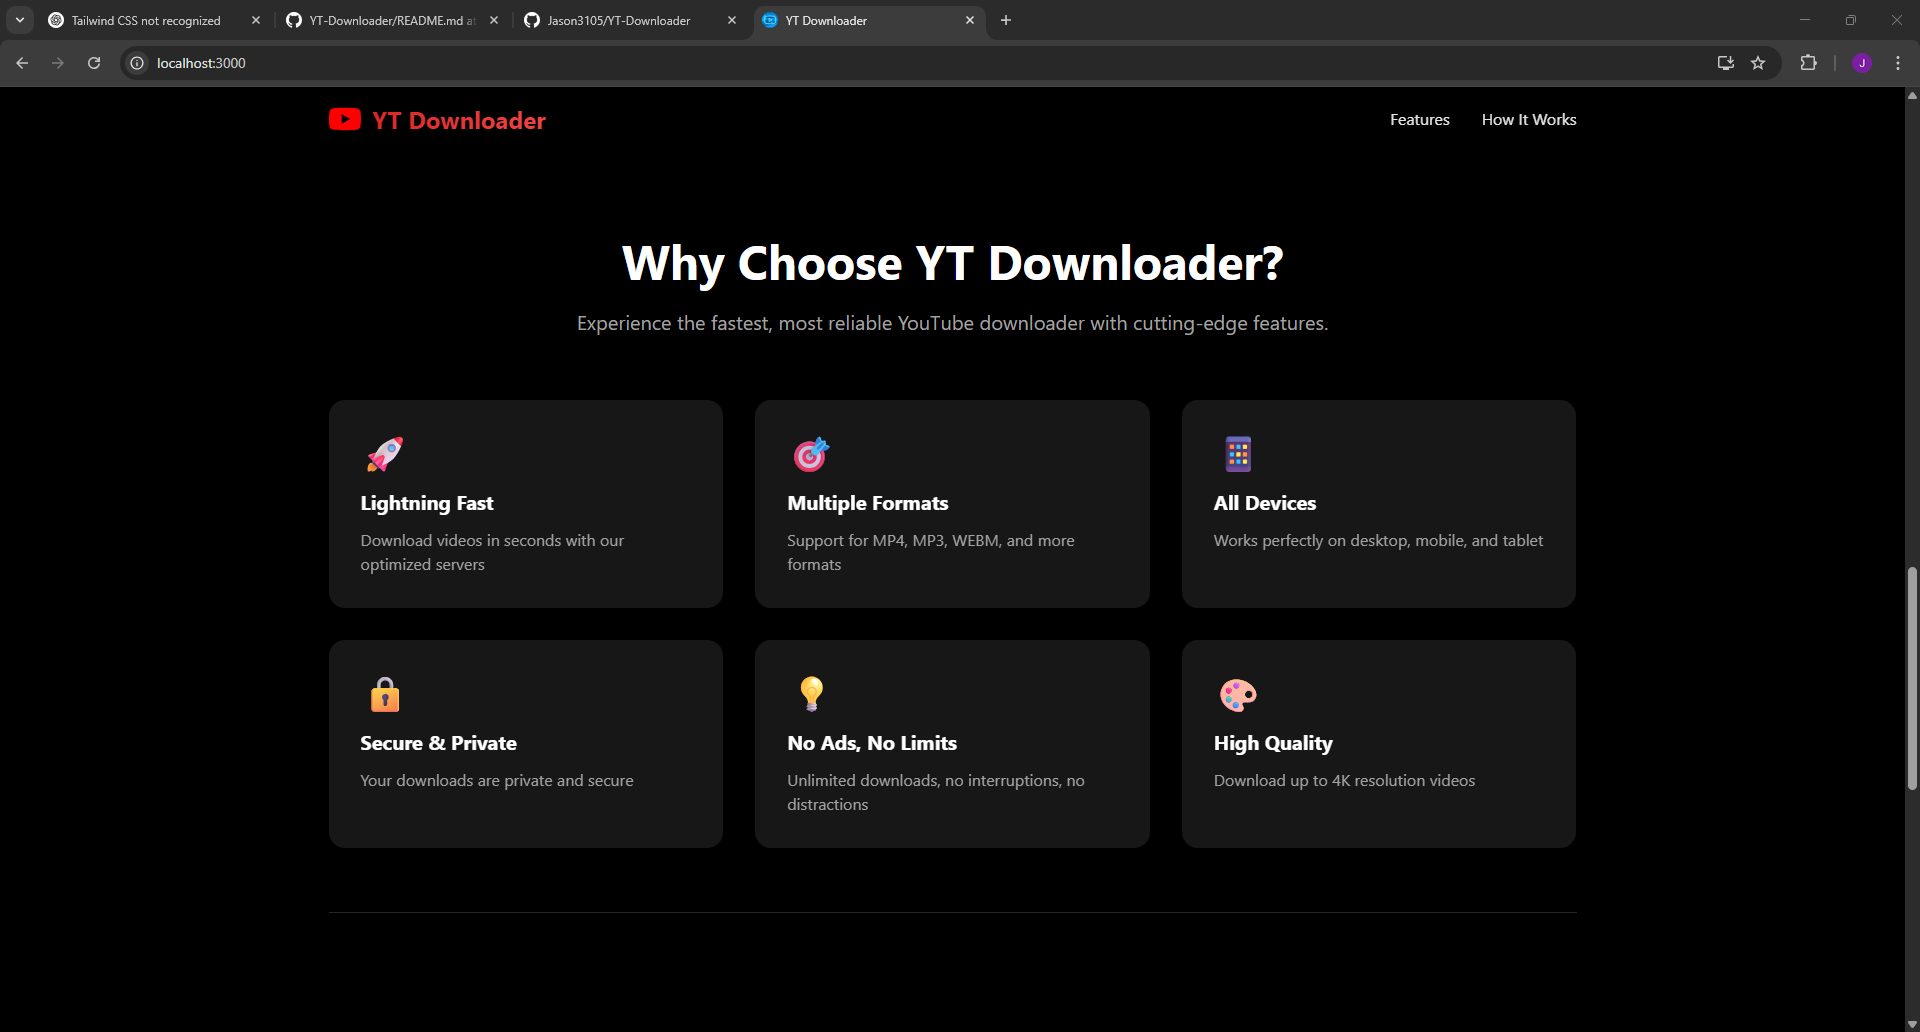 Tailwind CSS not recognized
YT-Downloader/README.md at
Jason3105/YT-Downloader
YT Downloader
localhost:3000
J
YT Downloader
Features
How It Works
Why Choose YT Downloader?
Experience the fastest, most reliable YouTube downloader with cutting-edge features.
Lightning Fast
Download videos in seconds with our
optimized servers
Multiple Formats
Support for MP4, MP3, WEBM, and more
formats
All Devices
Works perfectly on desktop, mobile, and tablet
Secure & Private
Your downloads are private and secure
No Ads, No Limits
Unlimited downloads, no interruptions, no
distractions
High Quality
Download up to 4K resolution videos